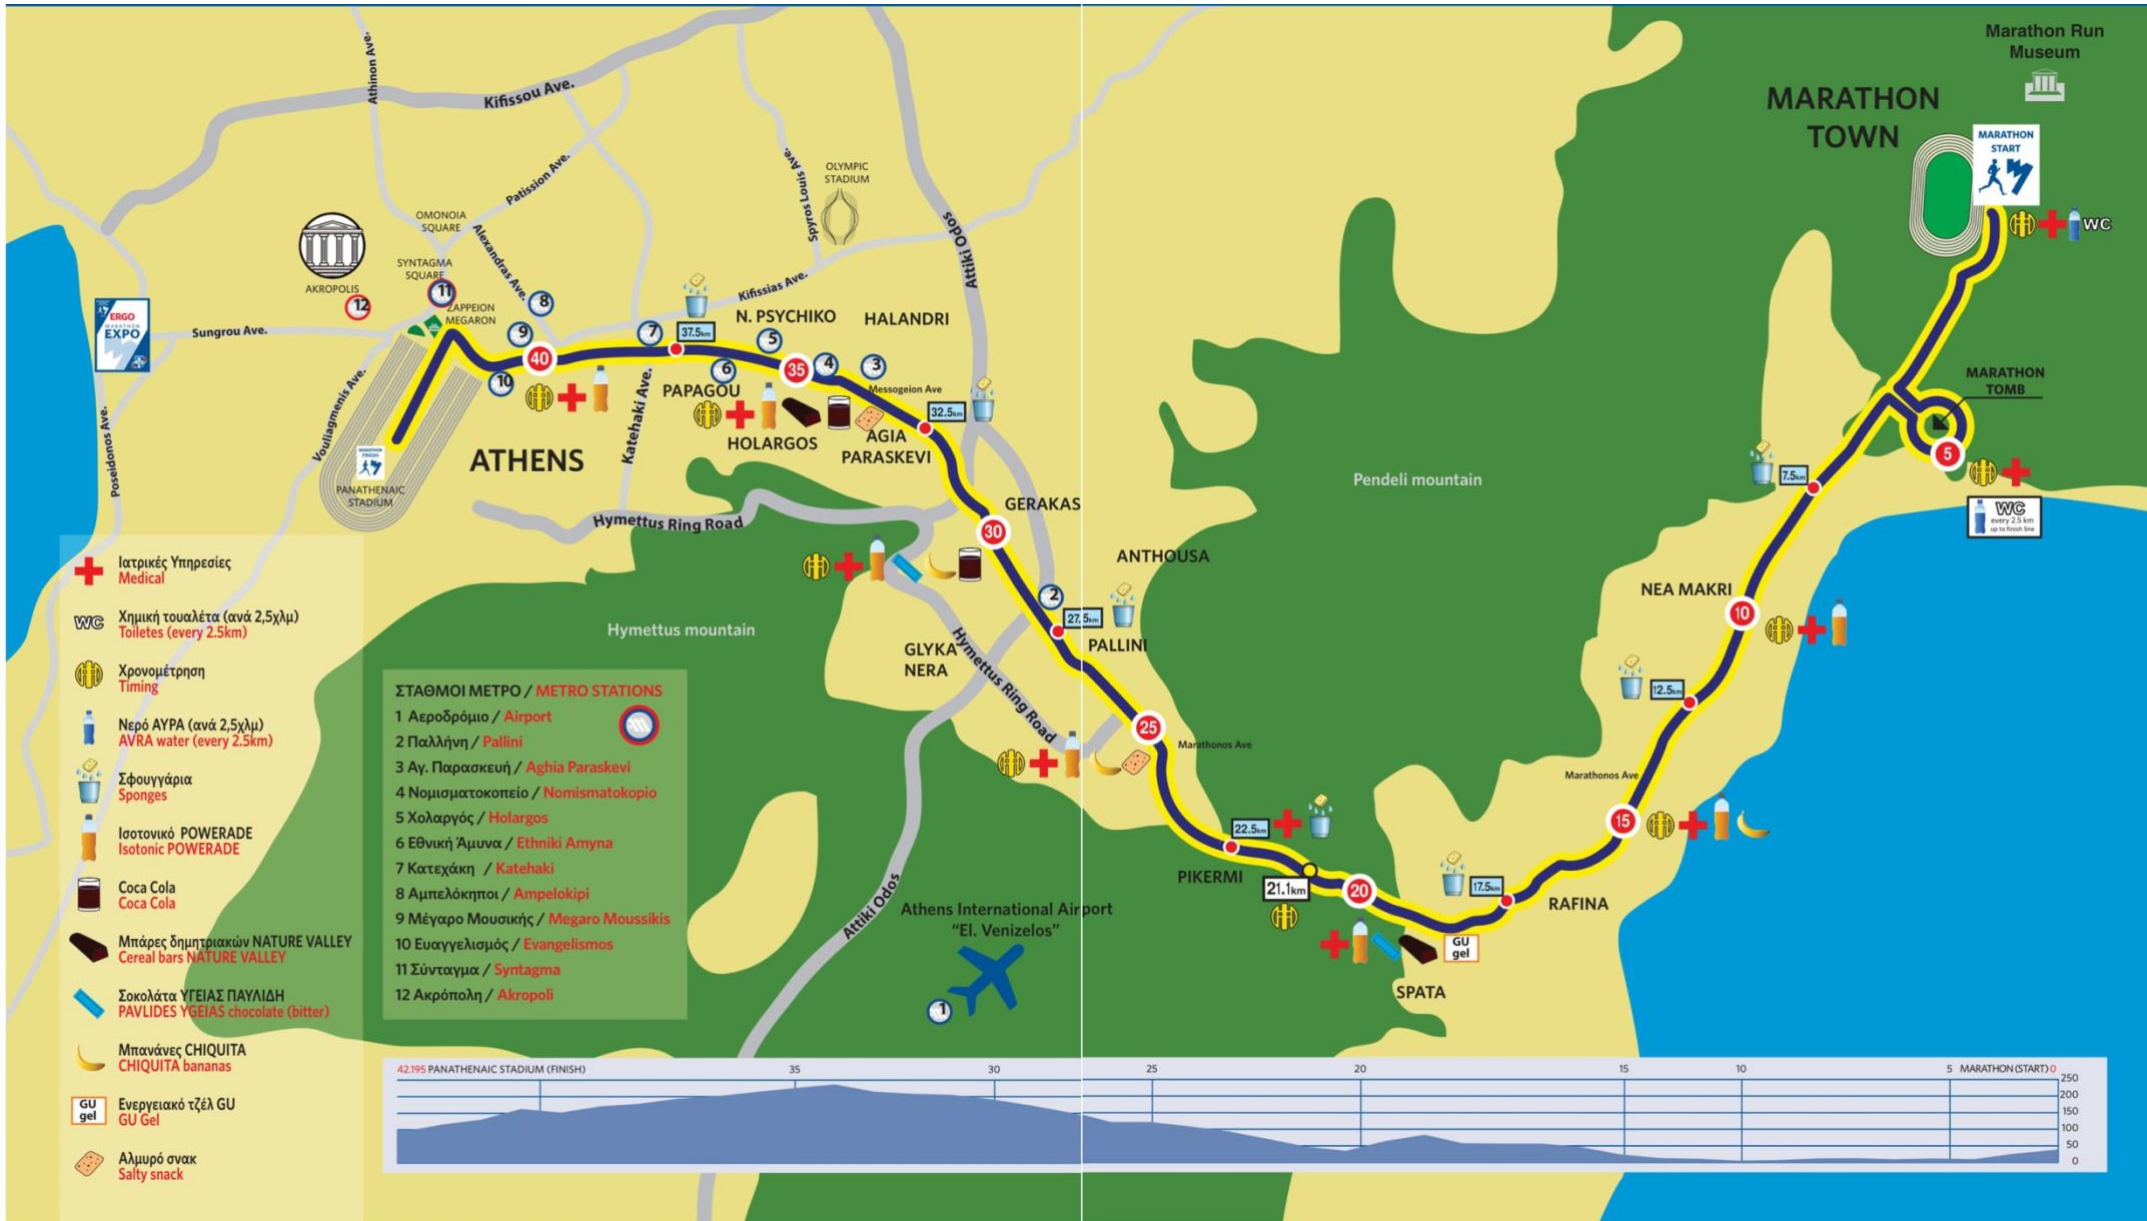 Marathon Run
Museum
MARATHON
TOWN
MARATHON
START
WC
Athinon Ave.
Kifissou Ave.
Patission Ave.
Spyros Louis Ave.
OLYMPIC
STADIUM
Attiki Odos
OMONOIA
SQUARE
Alexandras Ave.
SYNTAGMA
SQUARE
AKROPOLIS
12
11
ZAPPEION
MEGARON
8
9
10
40
7
37.5km
Kifissias Ave.
N. PSYCHIKO
HALANDRI
5
6
35
4
3
Messogeion Ave
32.5km
ERGO
MARATHON
EXPO
Sungrou Ave.
Poseidonos Ave.
Vouliagmenis Ave.
MARATHON
FINISH
PANATHENAIC
STADIUM
ATHENS
Katehaki Ave.
PAPAGOU
HOLARGOS
AGIA
PARASKEVI
GERAKAS
30
Hymettus Ring Road
ANTHOUSA
2
27.5km
PALLINI
GLYKA
NERA
Hymettus Ring Road
Hymettus mountain
Pendeli mountain
MARATHON
TOMB
5
WC
every 2.5 km
up to finish line
7.5km
NEA MAKRI
10
12.5km
Marathonos Ave
15
25
Marathonos Ave
22.5km
PIKERMI
21.1km
20
17.5km
RAFINA
GU
gel
SPATA
Attiki Odos
Athens International Airport
“El. Venizelos”
1
Ιατρικές Υπηρεσίες
Medical
WC
Χημική τουαλέτα (ανά 2,5χλμ)
Toiletes (every 2.5km)
Χρονομέτρηση
Timing
Νερό ΑΥΡΑ (ανά 2,5χλμ)
AVRA water (every 2.5km)
Σφουγγάρια
Sponges
Ισοτονικό POWERADE
Isotonic POWERADE
Coca Cola
Coca Cola
Μπάρες δημητριακών NATURE VALLEY
Cereal bars NATURE VALLEY
Σοκολάτα ΥΓΕΙΑΣ ΠΑΥΛΙΔΗ
PAVLIDES YGEIAS chocolate (bitter)
Μπανάνες CHIQUITA
CHIQUITA bananas
GU
gel
Ενεργειακό τζέλ GU
GU Gel
Αλμυρό σνακ
Salty snack
ΣΤΑΘΜΟΙ ΜΕΤΡΟ / METRO STATIONS
1 Αεροδρόμιο / Airport
2 Παλλήνη / Pallini
3 Αγ. Παρασκευή / Aghia Paraskevi
4 Νομισματοκοπείο / Nomismatokopio
5 Χολαργός / Holargos
6 Εθνική Άμυνα / Ethniki Amyna
7 Κατεχάκη / Katehaki
8 Αμπελόκηποι / Ampelokipi
9 Μέγαρο Μουσικής / Megaro Moussikis
10 Ευαγγελισμός / Evangelismos
11 Σύνταγμα / Syntagma
12 Ακρόπολη / Akropoli
42.195 PANATHENAIC STADIUM (FINISH) 35 30 25 20 15 10 5 MARATHON (START) 0
250
200
150
100
50
0